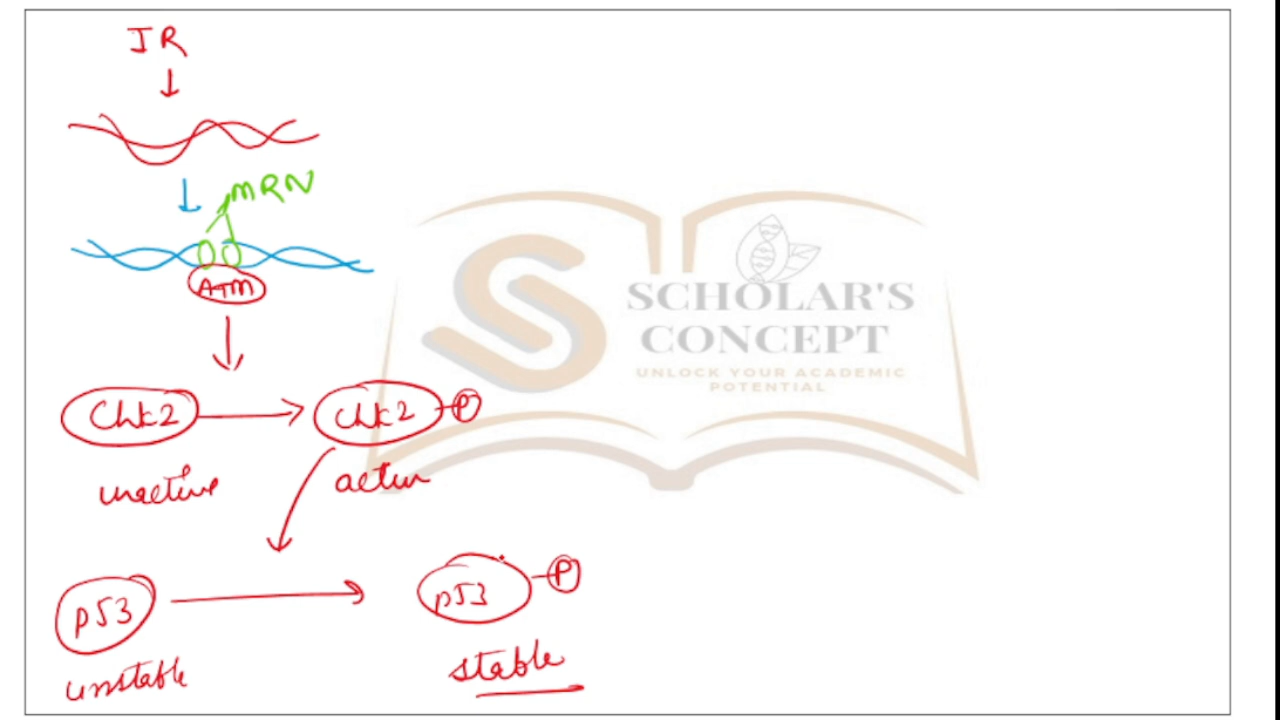 IR
MRN
ATM
Chk2
Chk2
P
inactive
active
p53
p53
P
unstable
stable
SCHOLAR'S
CONCEPT
UNLOCK YOUR ACADEMIC
POTENTIAL